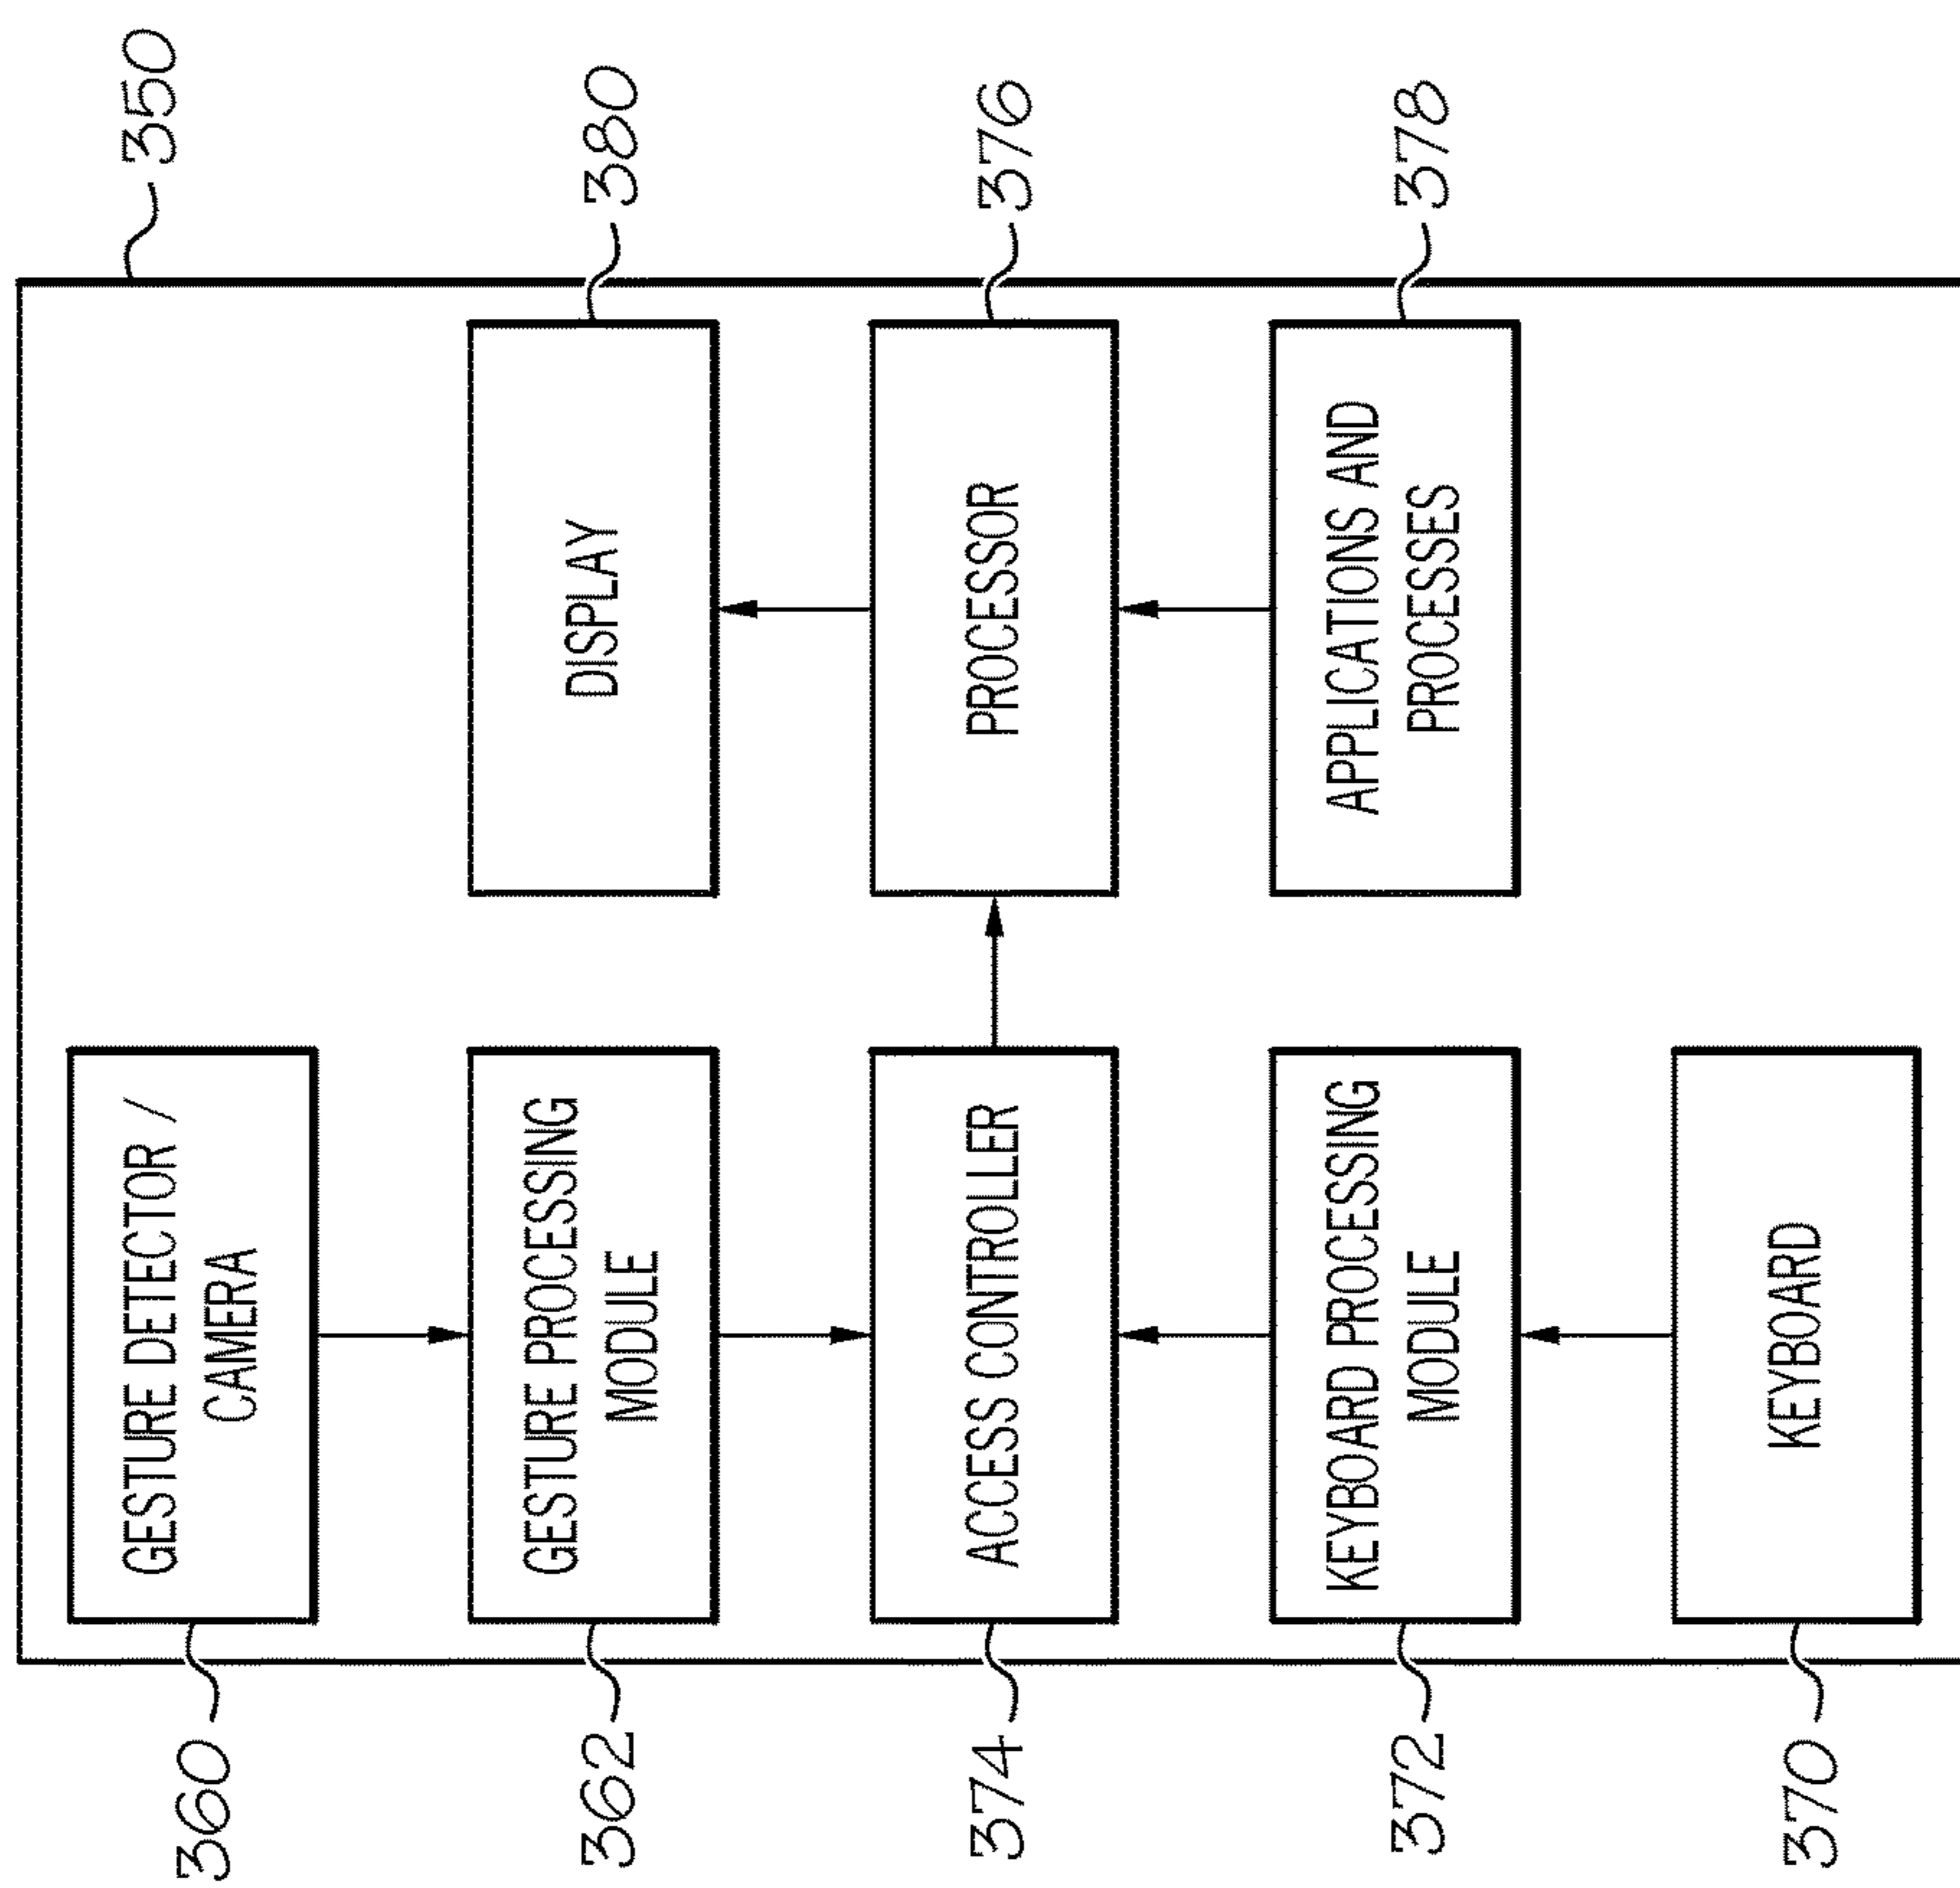 350
360
GESTURE DETECTOR /
CAMERA
362
GESTURE PROCESSING
MODULE
380
DISPLAY
374
ACCESS CONTROLLER
376
PROCESSOR
372
KEYBOARD PROCESSING
MODULE
378
APPLICATIONS AND
PROCESSES
370
KEYBOARD